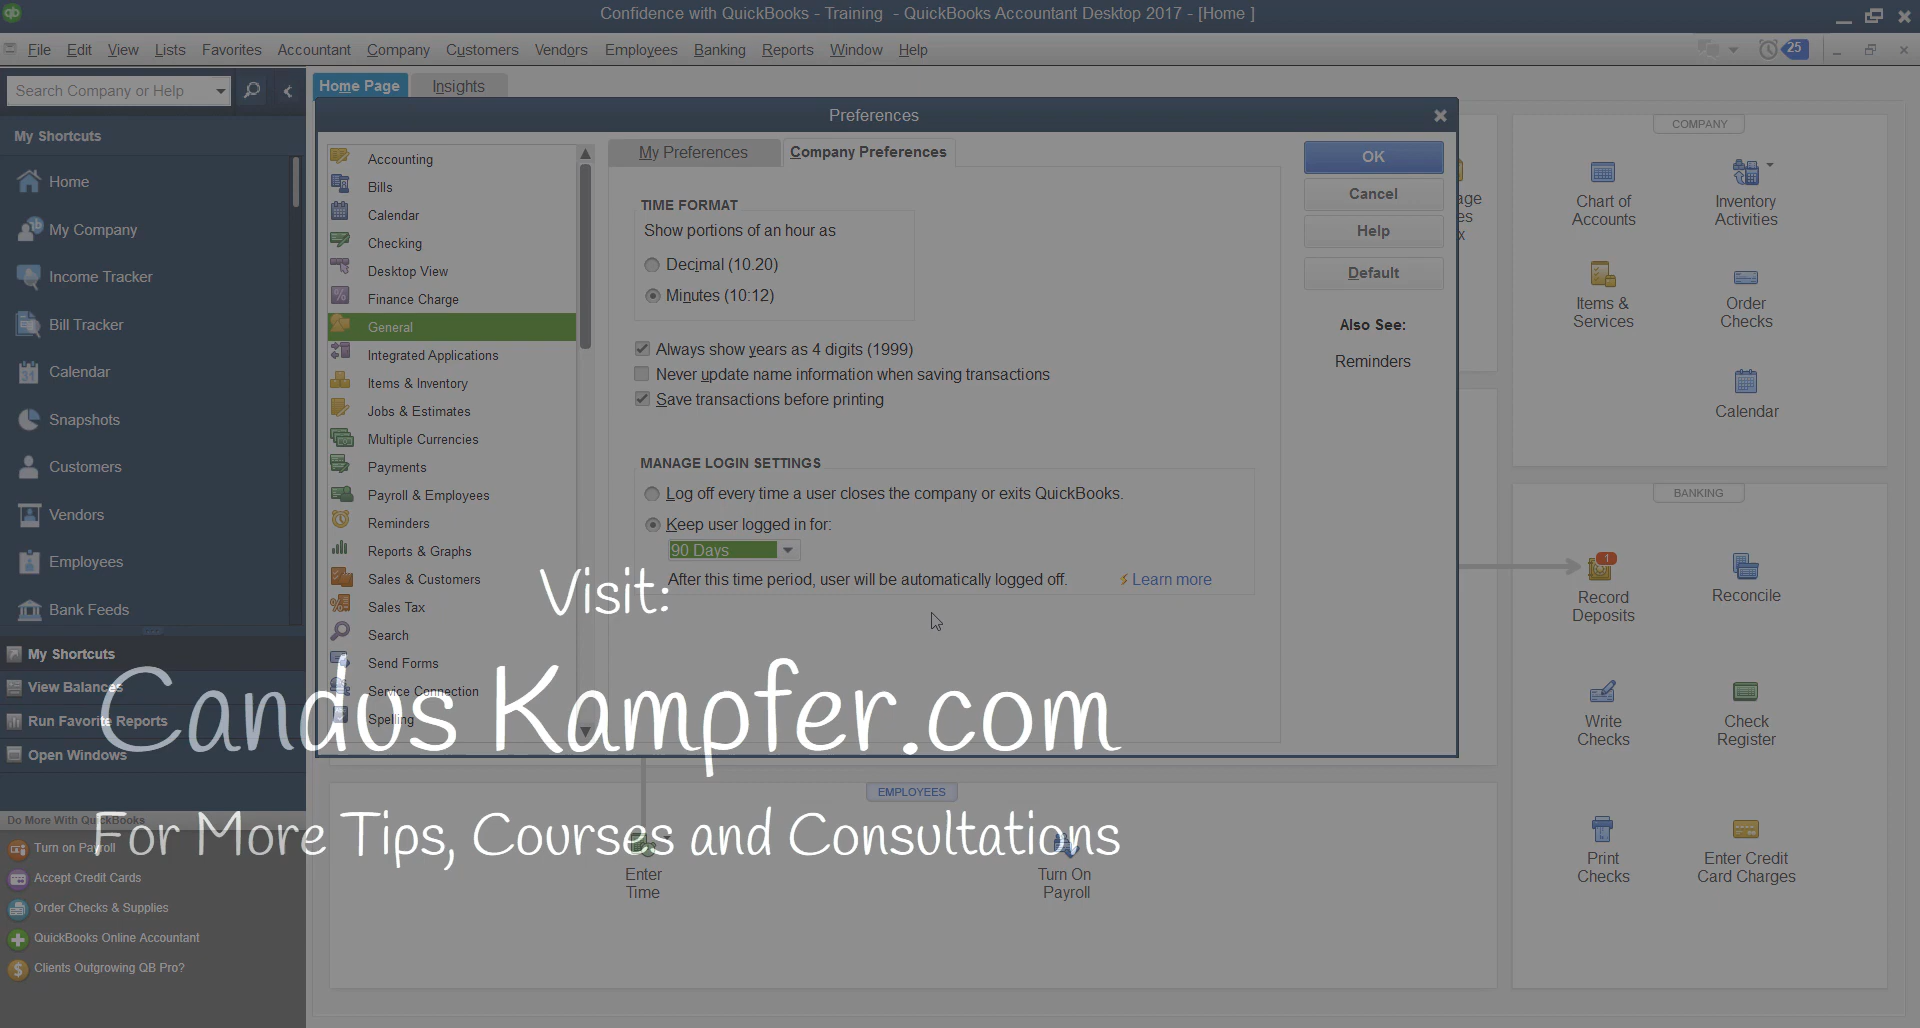 Confidence with QuickBooks - Training - QuickBooks Accountant Desktop 2017 - [Home ]
File Edit View Lists Favorites Accountant Company Customers Vendors Employees Banking Reports Window Help
25
Search Company or Help
My Shortcuts
Home
My Company
Income Tracker
Bill Tracker
Calendar
Snapshots
Customers
Vendors
Employees
Bank Feeds
My Shortcuts
View Balances
Run Favorite Reports
Open Windows
Do More With QuickBooks
Turn on Payroll
Accept Credit Cards
Order Checks & Supplies
QuickBooks Online Accountant
Clients Outgrowing QB Pro?
Home Page
Insights
Preferences
Accounting
Bills
Calendar
Checking
Desktop View
Finance Charge
General
Integrated Applications
Items & Inventory
Jobs & Estimates
Multiple Currencies
Payments
Payroll & Employees
Reminders
Reports & Graphs
Sales & Customers
Sales Tax
Search
Send Forms
Service Connection
Spelling
My Preferences
Company Preferences
TIME FORMAT
Show portions of an hour as
Decimal (10.20)
Minutes (10:12)
Always show years as 4 digits (1999)
Never update name information when saving transactions
Save transactions before printing
MANAGE LOGIN SETTINGS
Log off every time a user closes the company or exits QuickBooks.
Keep user logged in for:
90 Days
After this time period, user will be automatically logged off.
Learn more
OK
Cancel
Help
Default
Also See:
Reminders
COMPANY
Chart of
Accounts
Inventory
Activities
Items &
Services
Order
Checks
Calendar
BANKING
1
Record
Deposits
Reconcile
Write
Checks
Check
Register
Print
Checks
Enter Credit
Card Charges
EMPLOYEES
Enter
Time
Turn On
Payroll
Visit:
Candus Kampfer.com
For More Tips, Courses and Consultations